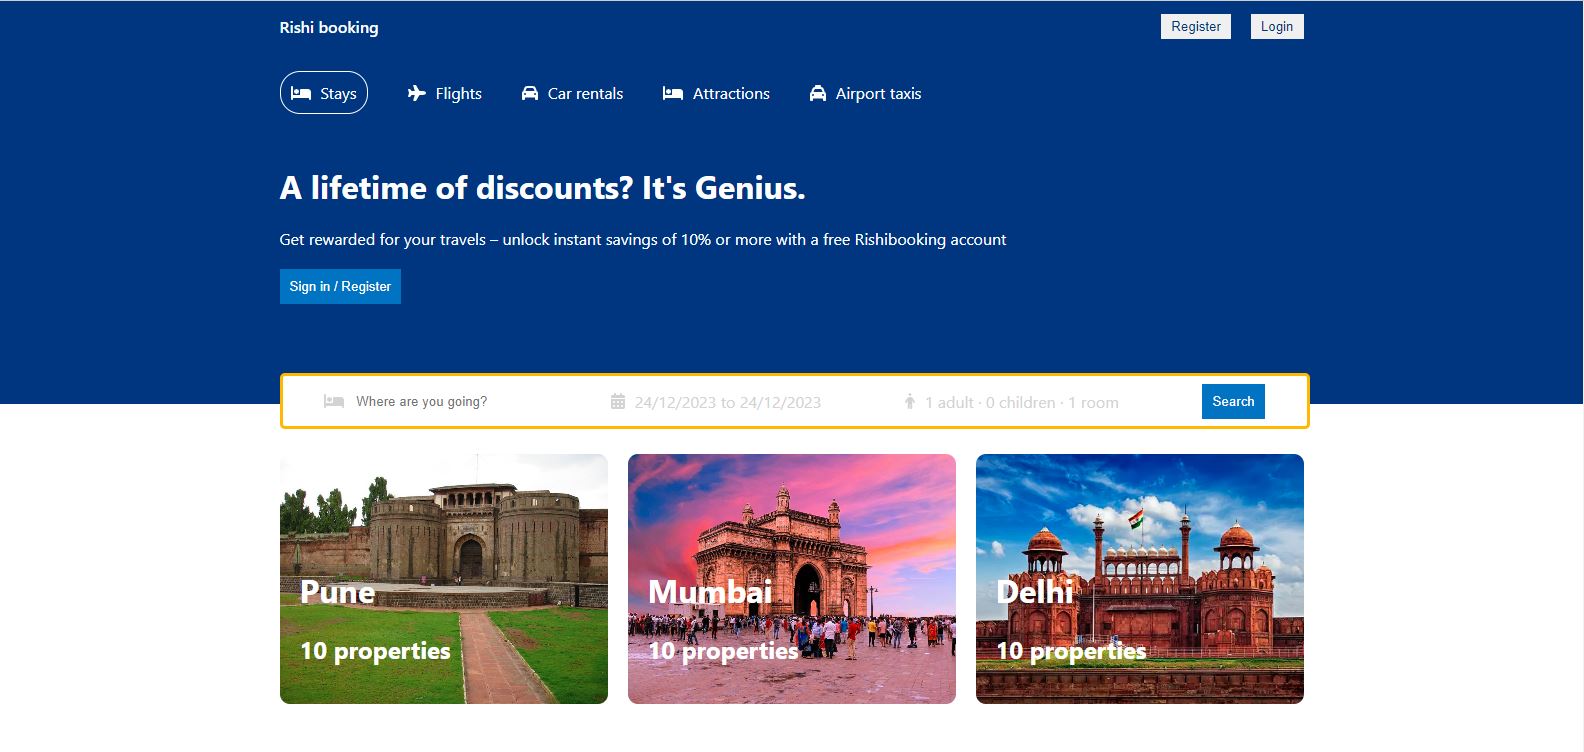 Rishi booking
Register
Login
Stays
Flights
Car rentals
Attractions
Airport taxis
A lifetime of discounts? It's Genius.
Get rewarded for your travels – unlock instant savings of 10% or more with a free Rishibooking account
Sign in / Register
Where are you going?
24/12/2023 to 24/12/2023
1 adult · 0 children · 1 room
Search
Pune
10 properties
Mumbai
10 properties
Delhi
10 properties